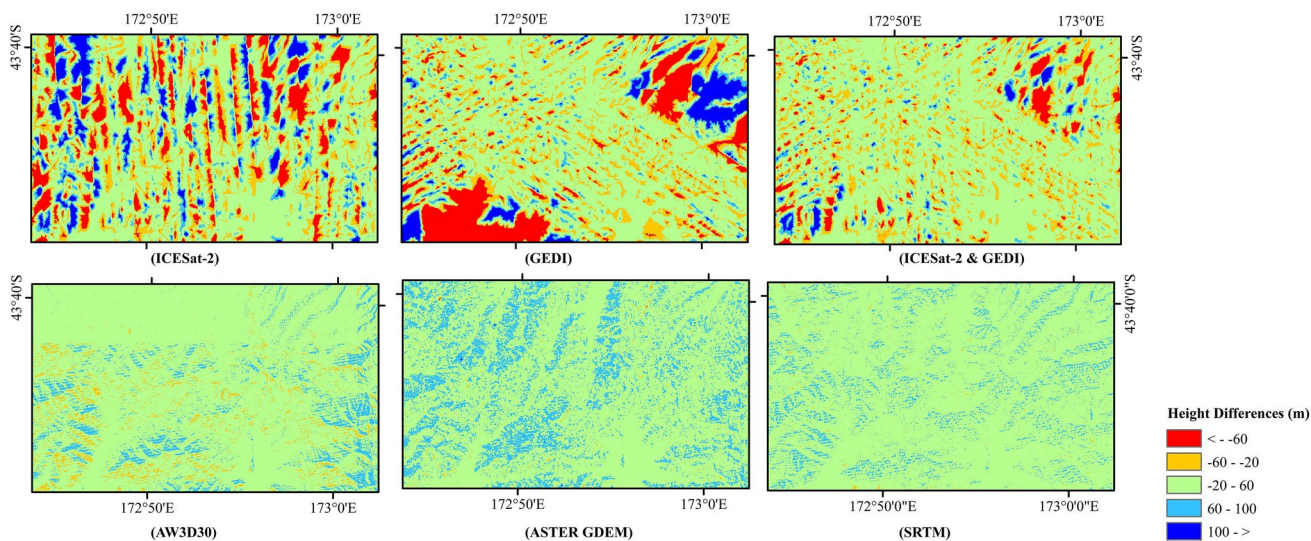 172°50'E 173°0'E 172°50'E 173°0'E 172°50'E 173°0'E
43°40'S 43°40'S
(ICESat-2) (GEDI) (ICESat-2 & GEDI)
43°40'S 43°40'0"S
172°50'E 173°0'E 172°50'E 173°0'E 172°50'0"E 173°0'0"E
(AW3D30) (ASTER GDEM) (SRTM)
Height Differences (m)
< - -60
-60 - -20
-20 - 60
60 - 100
100 - >